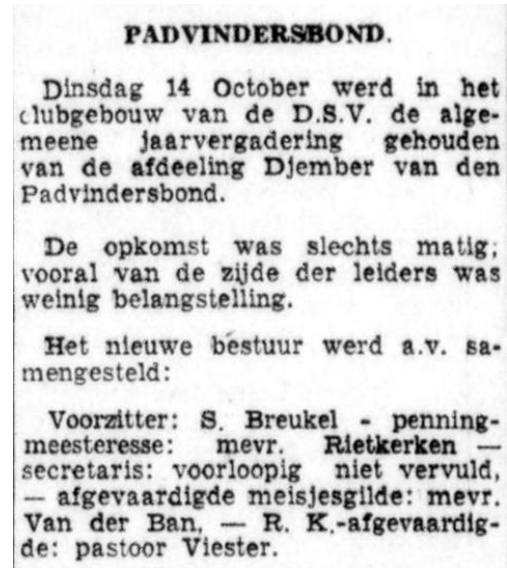 PADVINDERSBOND.
Dinsdag 14 October werd in het
clubgebouw van de D.S.V. de alge-
meene jaarvergadering gehouden
van de afdeeling Djember van den
Padvindersbond.
De opkomst was slechts matig;
vooral van de zijde der leiders was
weinig belangstelling.
Het nieuwe bestuur werd a.v. sa-
mengesteld:
Voorzitter: S. Breukel - penning-
meesteresse: mevr. Rietkerken —
secretaris: voorloopig niet vervuld,
— afgevaardigde meisjesgilde: mevr.
Van der Ban, — R. K.-afgevaardig-
de: pastoor Viester.